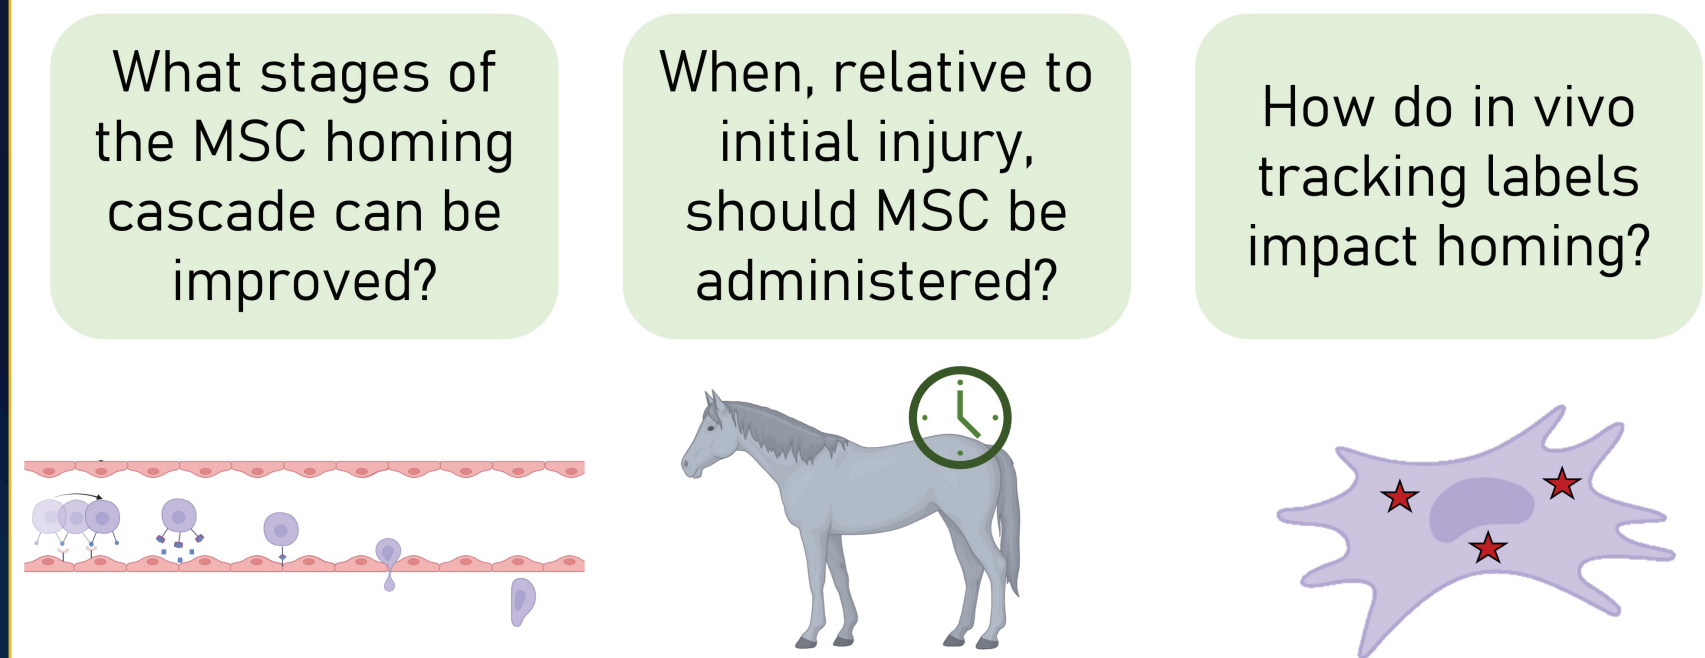 What stages of
the MSC homing
cascade can be
improved?
When, relative to
initial injury,
should MSC be
administered?
How do in vivo
tracking labels
impact homing?